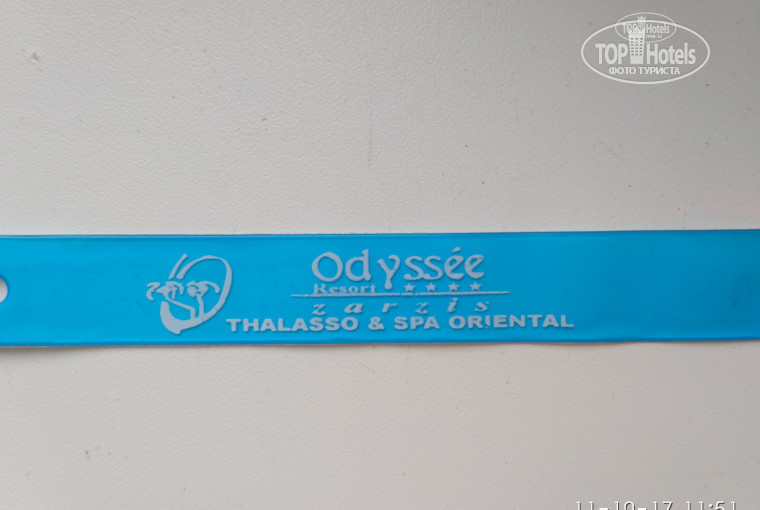 TOP Hotels
ФОТО ТУРИСТА
Odyssée
Resort ★★★★
zarzis
THALASSO & SPA ORIENTAL
11-10-17 11:51